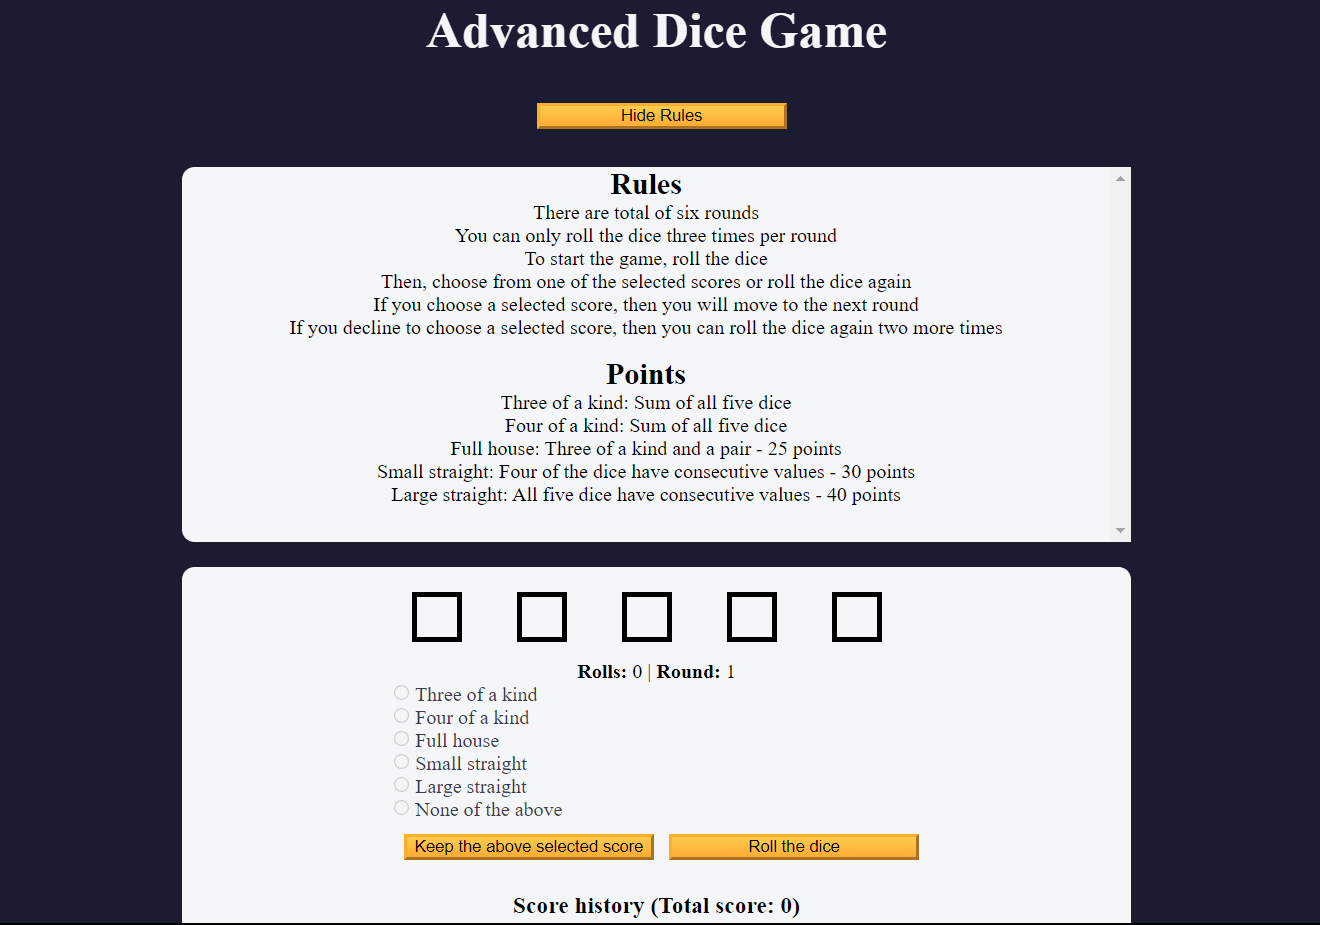 Advanced Dice Game
Hide Rules
Rules
There are total of six rounds
You can only roll the dice three times per round
To start the game, roll the dice
Then, choose from one of the selected scores or roll the dice again
If you choose a selected score, then you will move to the next round
If you decline to choose a selected score, then you can roll the dice again two more times
Points
Three of a kind: Sum of all five dice
Four of a kind: Sum of all five dice
Full house: Three of a kind and a pair - 25 points
Small straight: Four of the dice have consecutive values - 30 points
Large straight: All five dice have consecutive values - 40 points
Rolls: 0 | Round: 1
Three of a kind
Four of a kind
Full house
Small straight
Large straight
None of the above
Keep the above selected score
Roll the dice
Score history (Total score: 0)